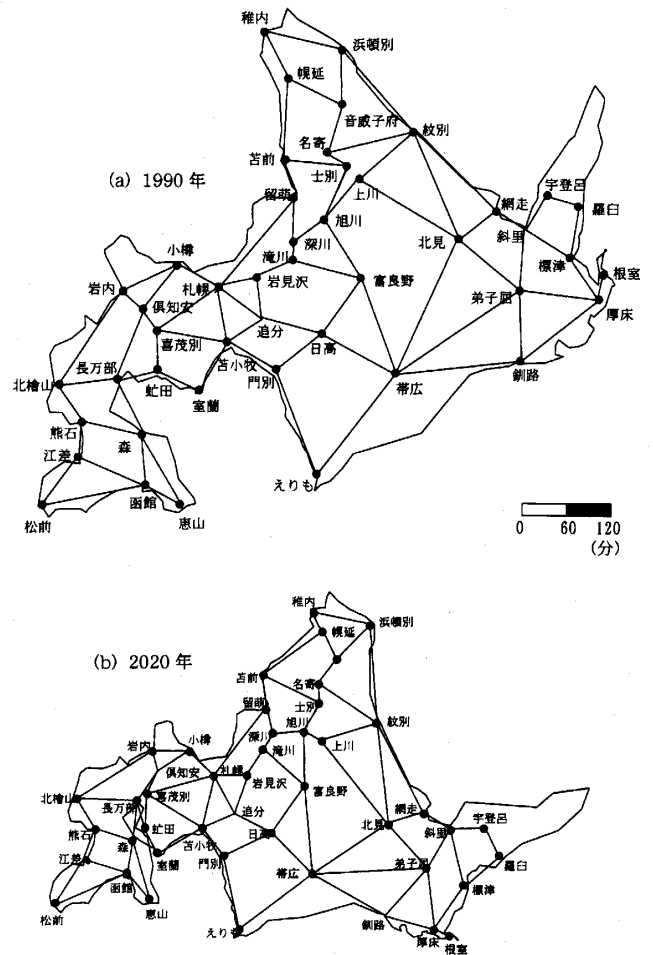 稚内
浜頓別
幌延
音威子府
紋別
名寄
苫前
士別
上川
(a) 1990年
宇登呂
羅臼
留萌
網走
旭川
斜里
北見
深川
小樽
滝川
標津
根室
岩内
札幌
岩見沢
富良野
弟子屈
倶知安
厚床
喜茂別
追分
日高
苫小牧
門別
長万部
北檜山
虻田
室蘭
帯広
釧路
熊石
森
江差
えりも
松前
函館
恵山
0 60 120
(分)
稚内
浜頓別
幌延
(b) 2020年
苫前
名寄
士別
留萌
旭川
紋別
小樽
深川
上川
岩内
滝川
倶知安
札幌
岩見沢
富良野
北檜山
喜茂別
長万部
網走
宇登呂
追分
北見
斜里
熊石
虻田
日高
森
苫小牧
江差
室蘭
門別
弟子屈
羅臼
帯広
標津
函館
松前
恵山
えりも
釧路
厚床
根室